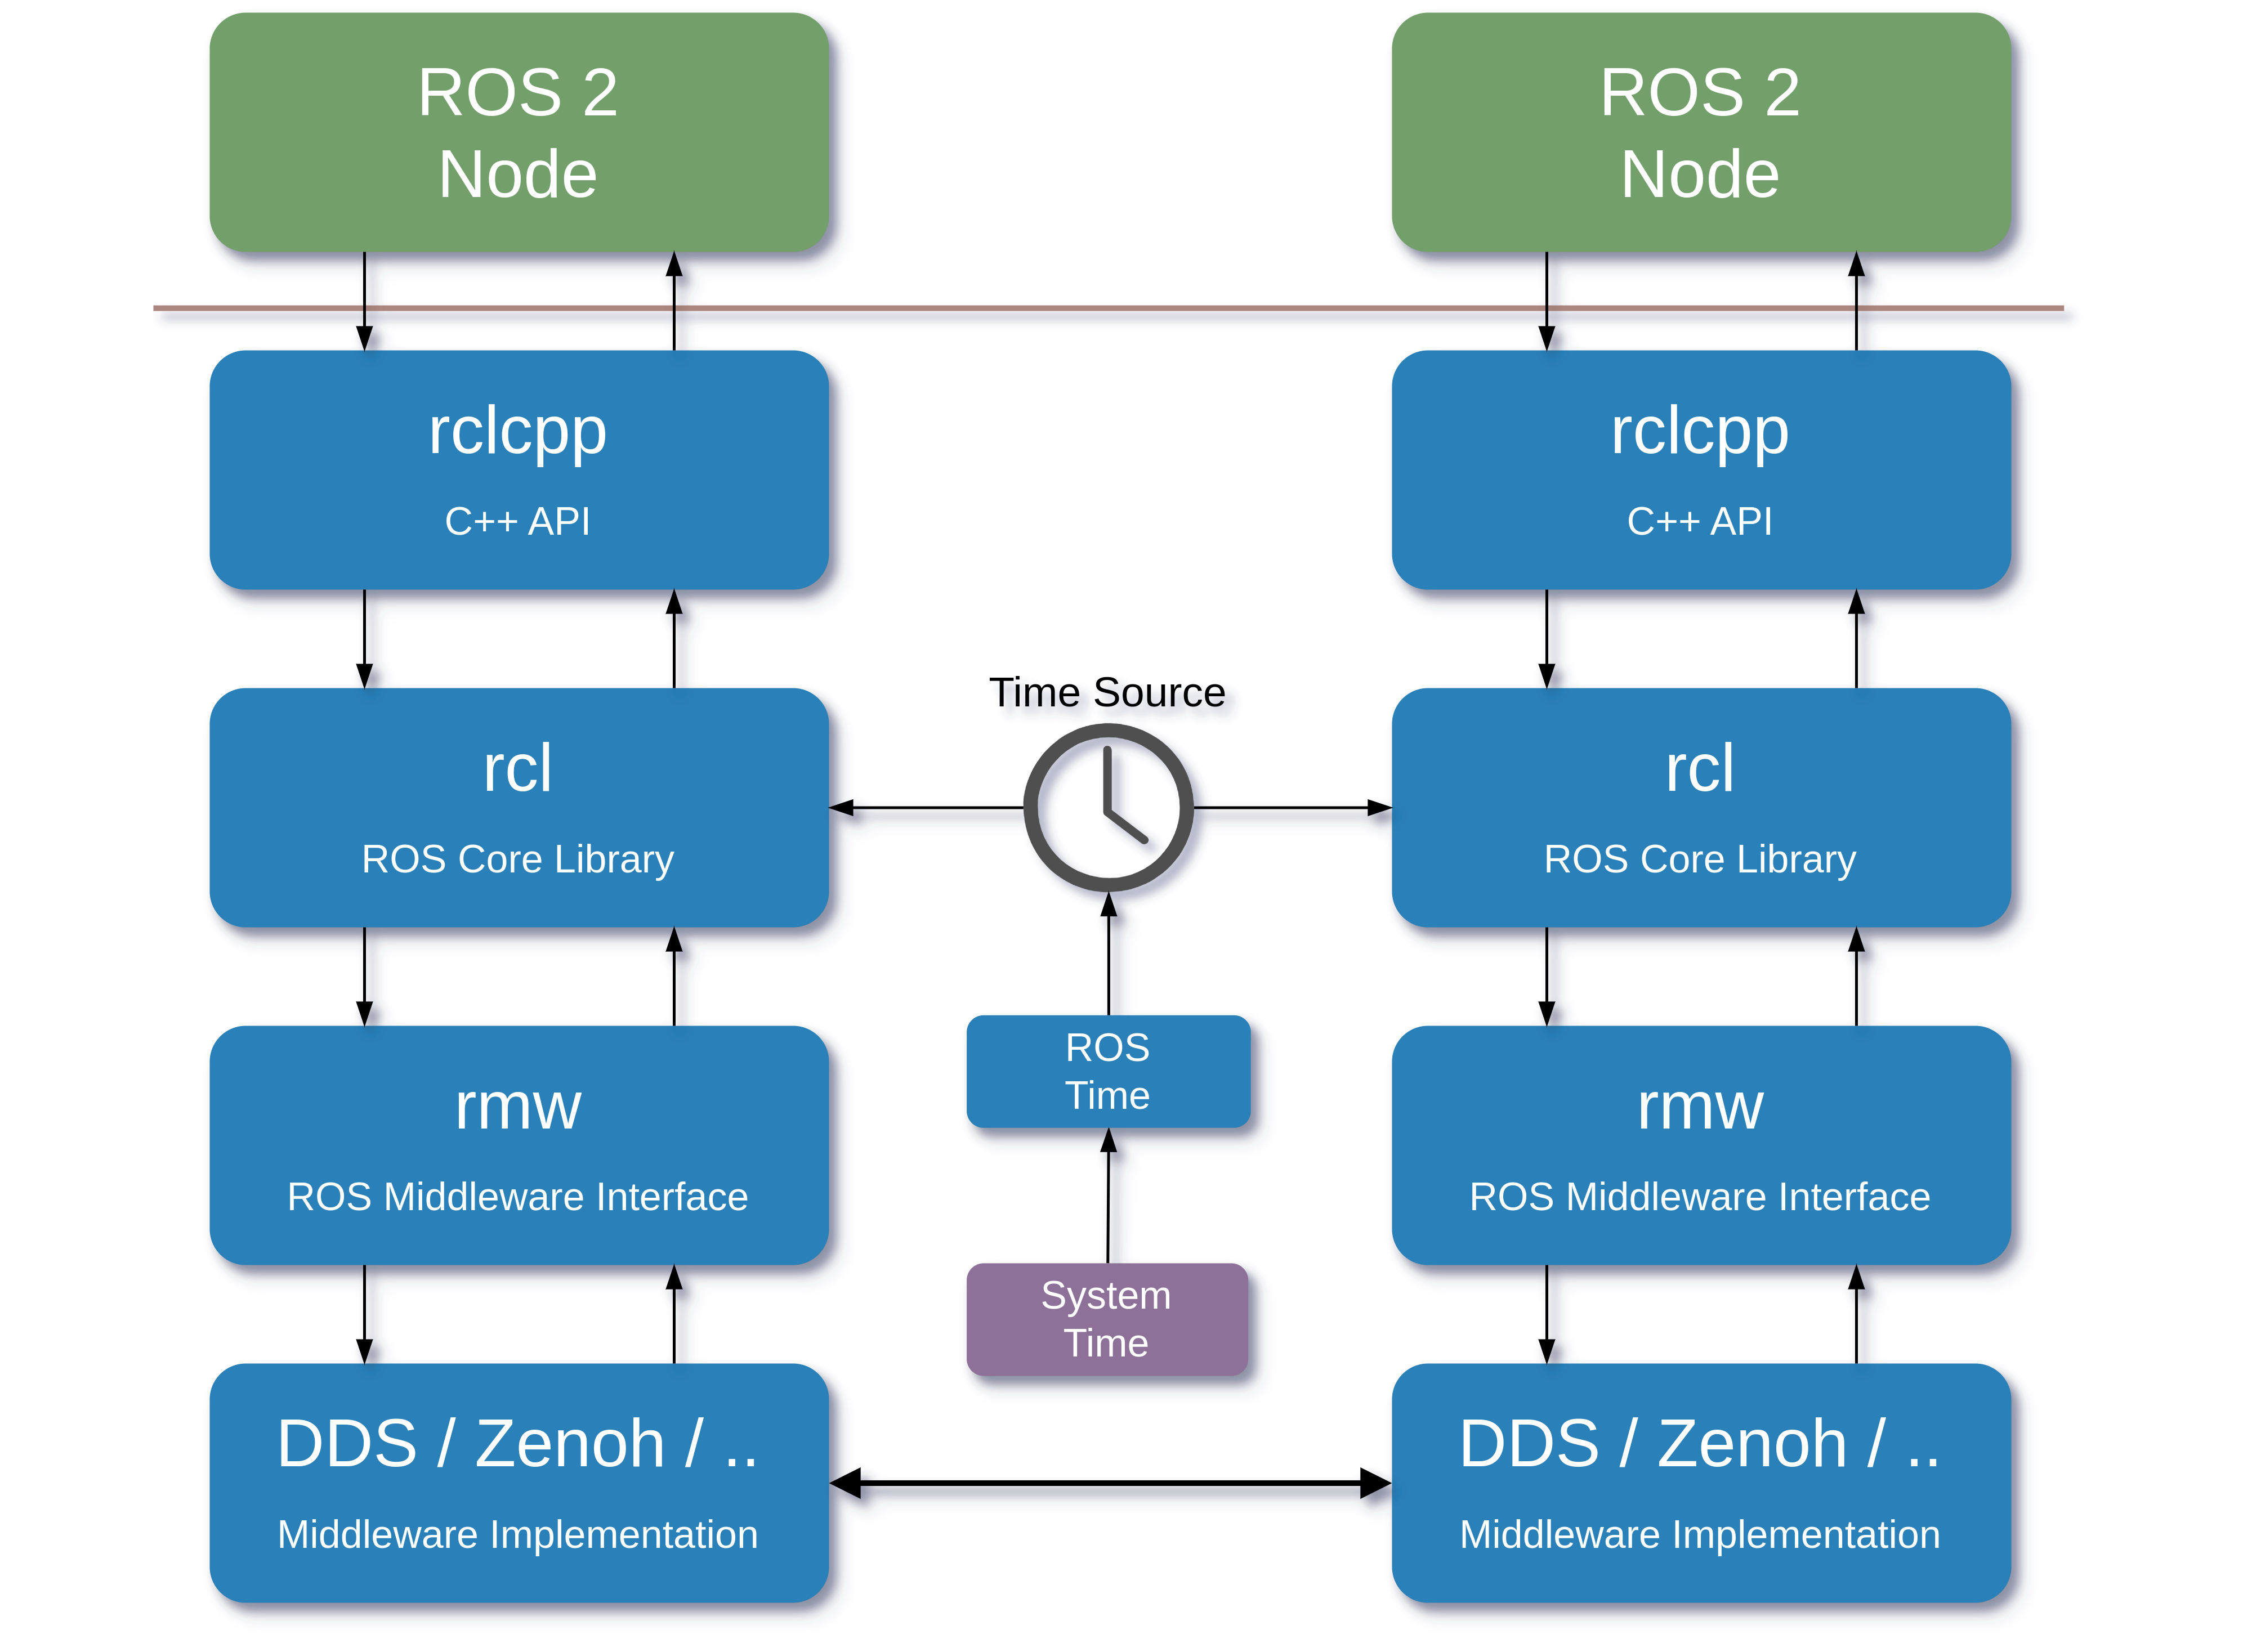 ROS 2
Node
ROS 2
Node
rclcpp
C++ API
rclcpp
C++ API
Time Source
rcl
ROS Core Library
rcl
ROS Core Library
ROS
Time
rmw
ROS Middleware Interface
rmw
ROS Middleware Interface
System
Time
DDS / Zenoh / ..
Middleware Implementation
DDS / Zenoh / ..
Middleware Implementation